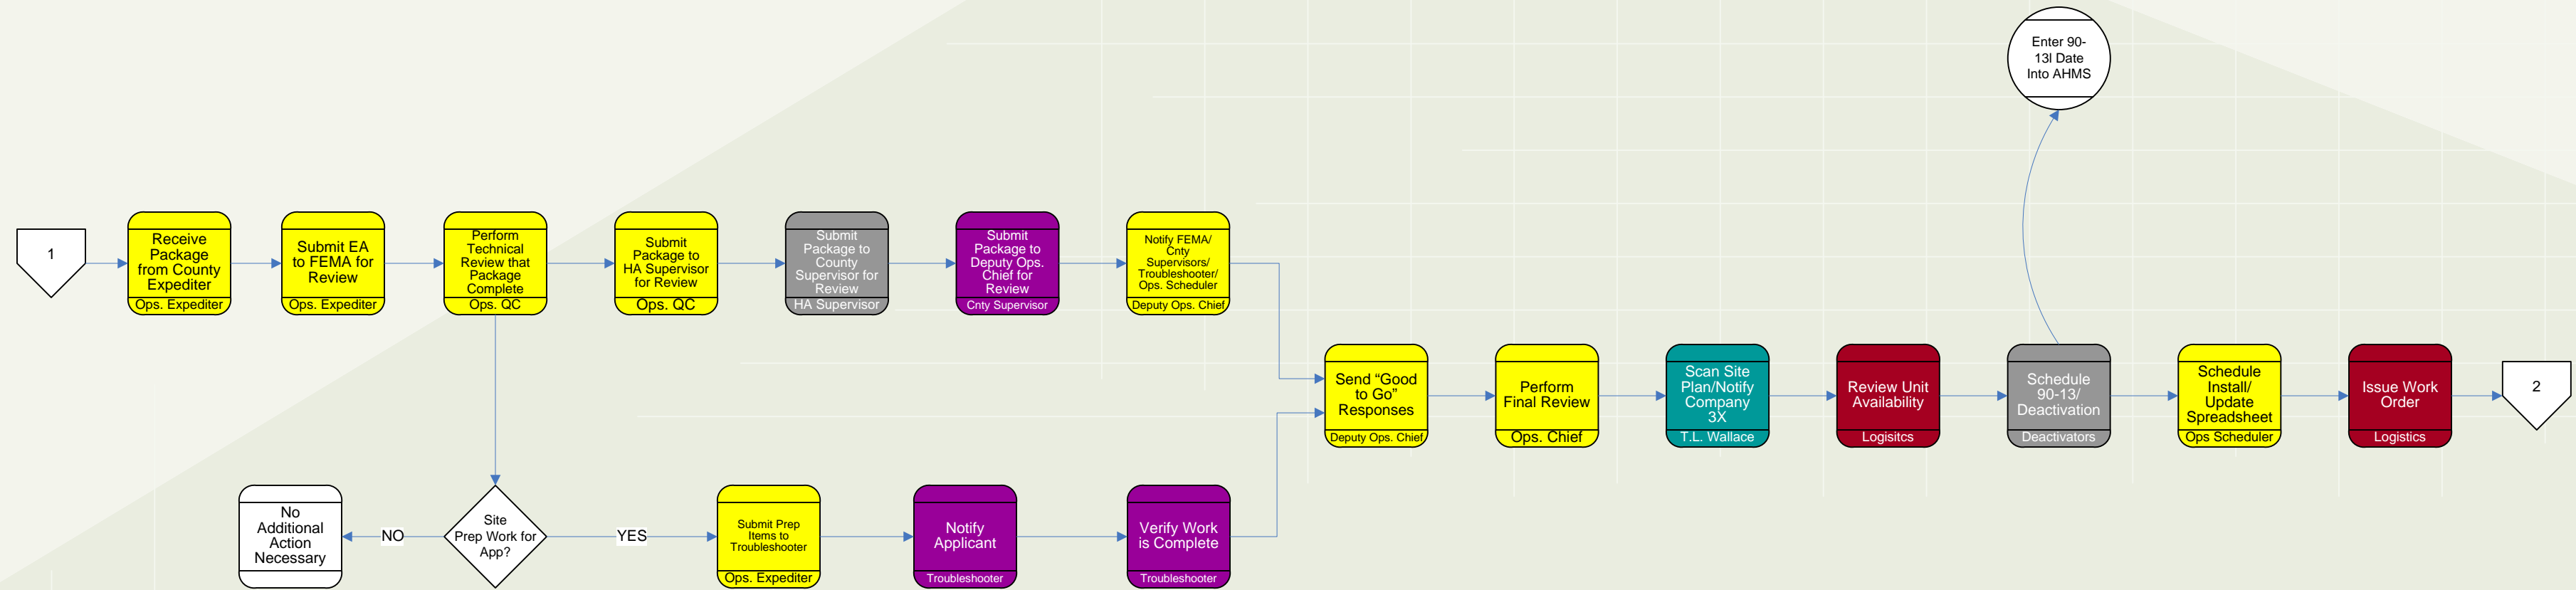 Enter 90-
13I Date
Into AHMS
1
Receive
Package
from County
Expediter
Ops. Expediter
Submit EA
to FEMA for
Review
Ops. Expediter
Perform
Technical
Review that
Package
Complete
Ops. QC
Submit
Package to
HA Supervisor
for Review
Ops. QC
Submit
Package to
County
Supervisor for
Review
HA Supervisor
Submit
Package to
Deputy Ops.
Chief for
Review
Cnty Supervisor
Notify FEMA/
Cnty
Supervisors/
Troubleshooter/
Ops. Scheduler
Deputy Ops. Chief
Send “Good
to Go”
Responses
Deputy Ops. Chief
Perform
Final Review
Ops. Chief
Scan Site
Plan/Notify
Company
3X
T.L. Wallace
Review Unit
Availability
Logisitcs
Schedule
90-13/
Deactivation
Deactivators
Schedule
Install/
Update
Spreadsheet
Ops Scheduler
Issue Work
Order
Logistics
2
No
Additional
Action
Necessary
NO
Site
Prep Work for
App?
YES
Submit Prep
Items to
Troubleshooter
Ops. Expediter
Notify
Applicant
Troubleshooter
Verify Work
is Complete
Troubleshooter